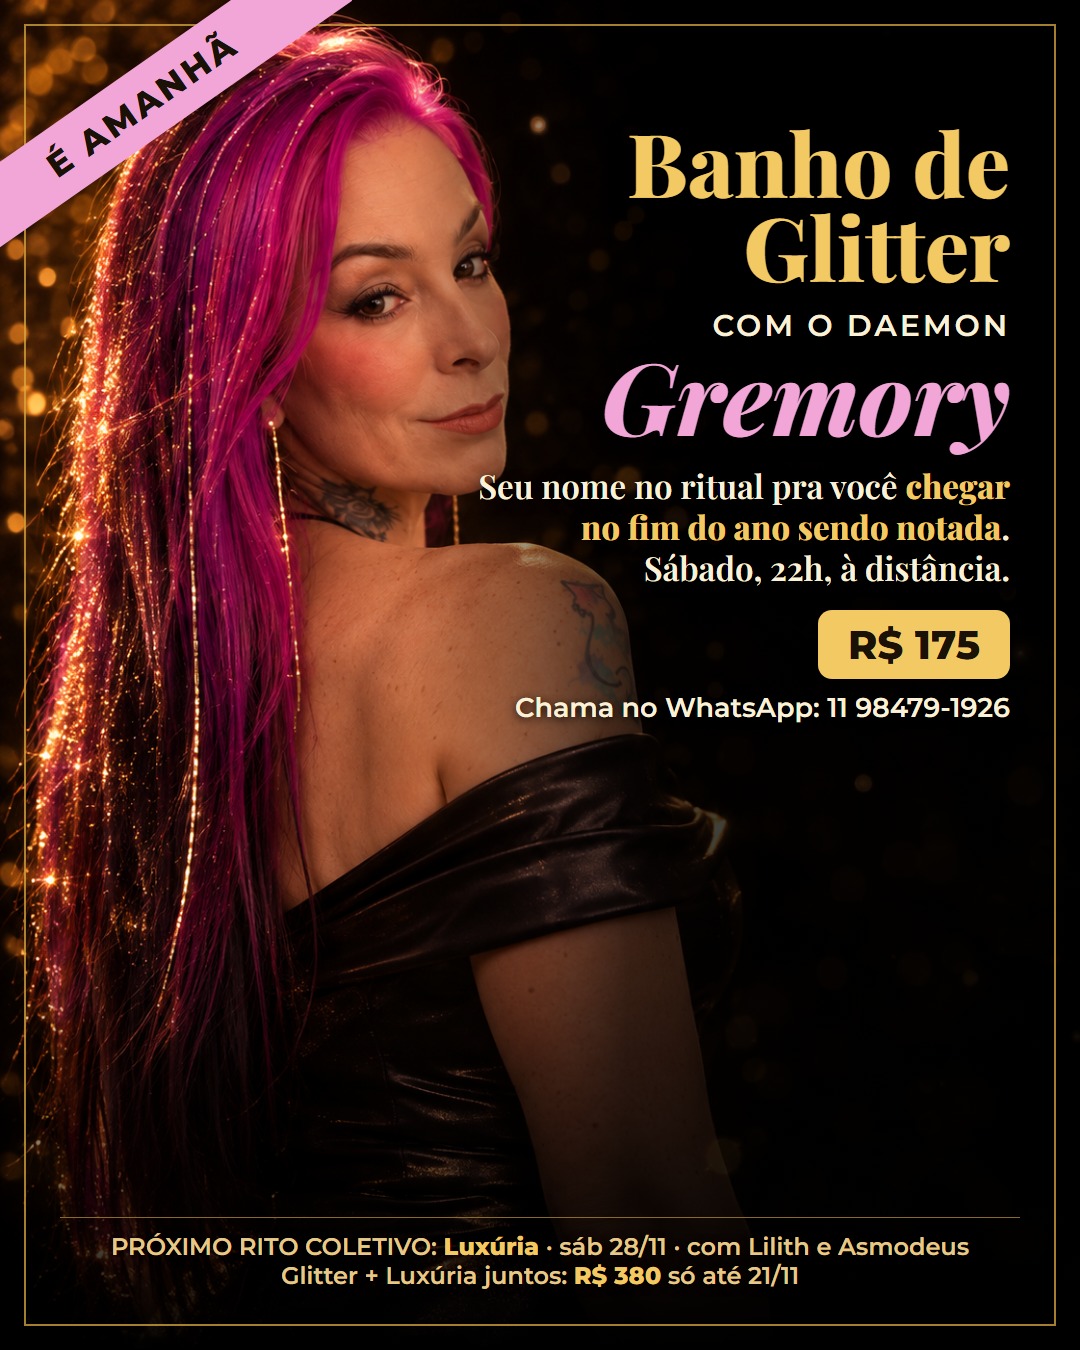 É AMANHÃ
Banho de
Glitter
COM O DAEMON
Gremory
Seu nome no ritual pra você chegar
no fim do ano sendo notada.
Sábado, 22h, à distância.
R$ 175
Chama no WhatsApp: 11 98479-1926
PRÓXIMO RITO COLETIVO: Luxúria · sáb 28/11 · com Lilith e Asmodeus
Glitter + Luxúria juntos: R$ 380 só até 21/11